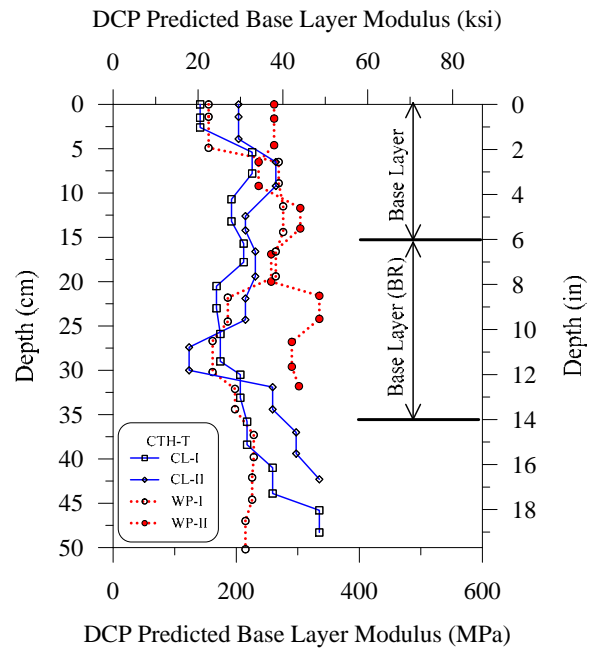 DCP Predicted Base Layer Modulus (ksi)
0 20 40 60 80
0
5
10
15
20
25
30
35
40
45
50
Depth (cm)
0
2
4
6
8
10
12
14
16
18
Depth (in)
Base Layer
Base Layer (BR)
CTH-T
CL-I
CL-II
WP-I
WP-II
0 200 400 600
DCP Predicted Base Layer Modulus (MPa)